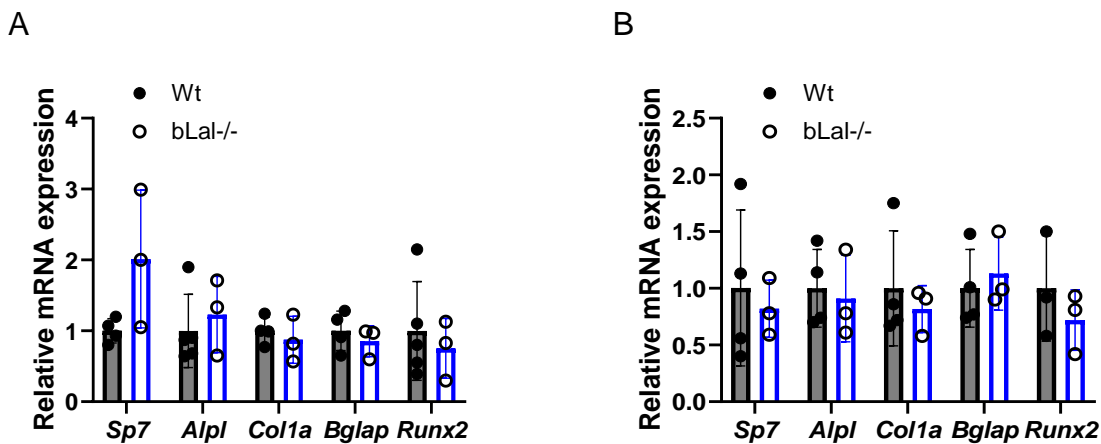 A
Wt
bLal-/-
Relative mRNA expression
4
3
2
1
0
Sp7 Alpl Col1a Bglap Runx2
B
Wt
bLal-/-
Relative mRNA expression
2.5
2.0
1.5
1.0
0.5
0.0
Sp7 Alpl Col1a Bglap Runx2